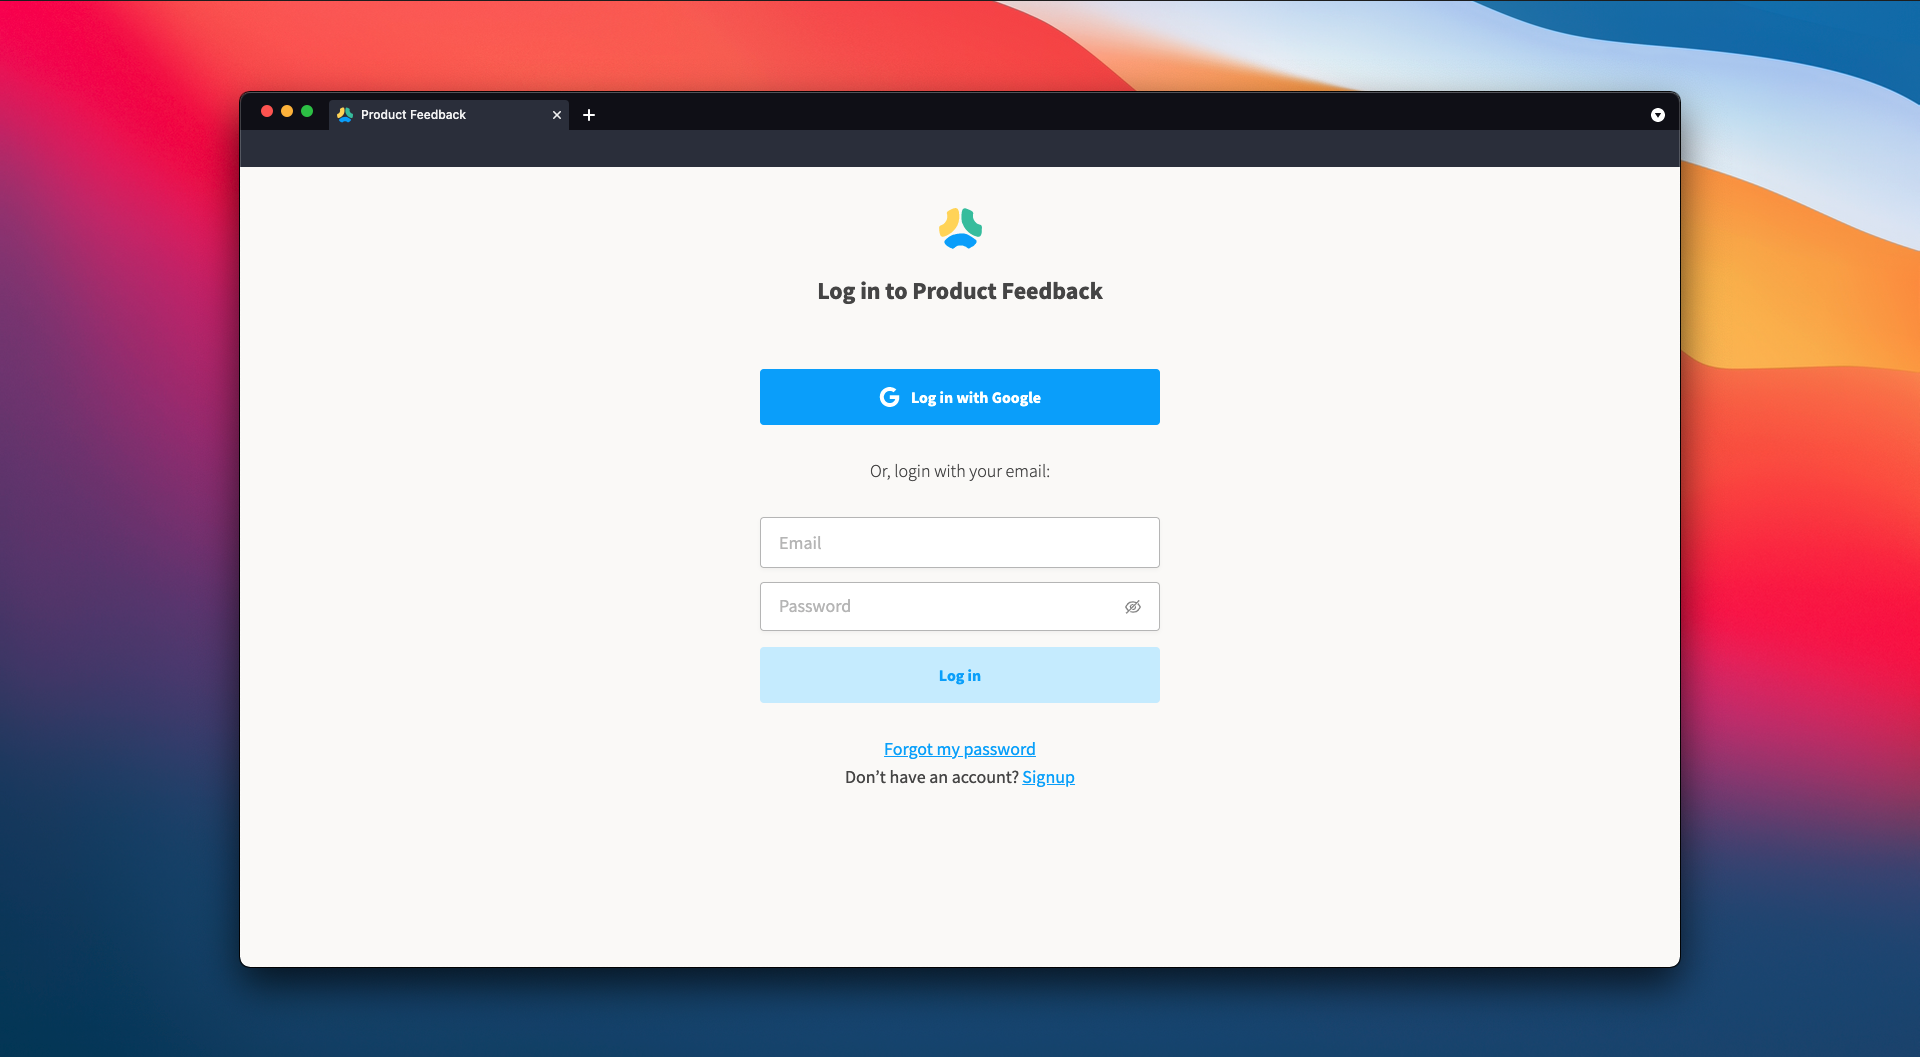 Product Feedback
Log in to Product Feedback
Log in with Google
Or, login with your email:
Email
Password
Log in
Forgot my password
Don’t have an account? Signup